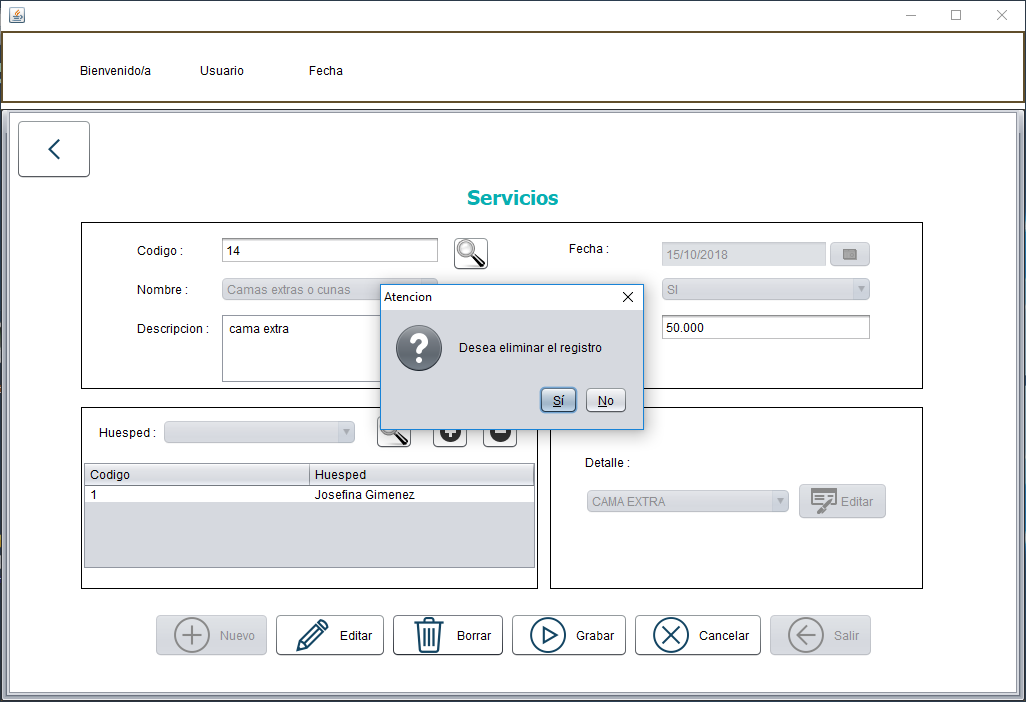 Bienvenido/a Usuario Fecha
Servicios
Codigo : 14 Fecha : 15/10/2018
Nombre : Camas extras o cunas SI
Descripcion : cama extra 50.000
Atencion
Desea eliminar el registro
Sí No
Huesped :
Codigo Huesped
1 Josefina Gimenez
Detalle :
CAMA EXTRA Editar
Nuevo Editar Borrar Grabar Cancelar Salir